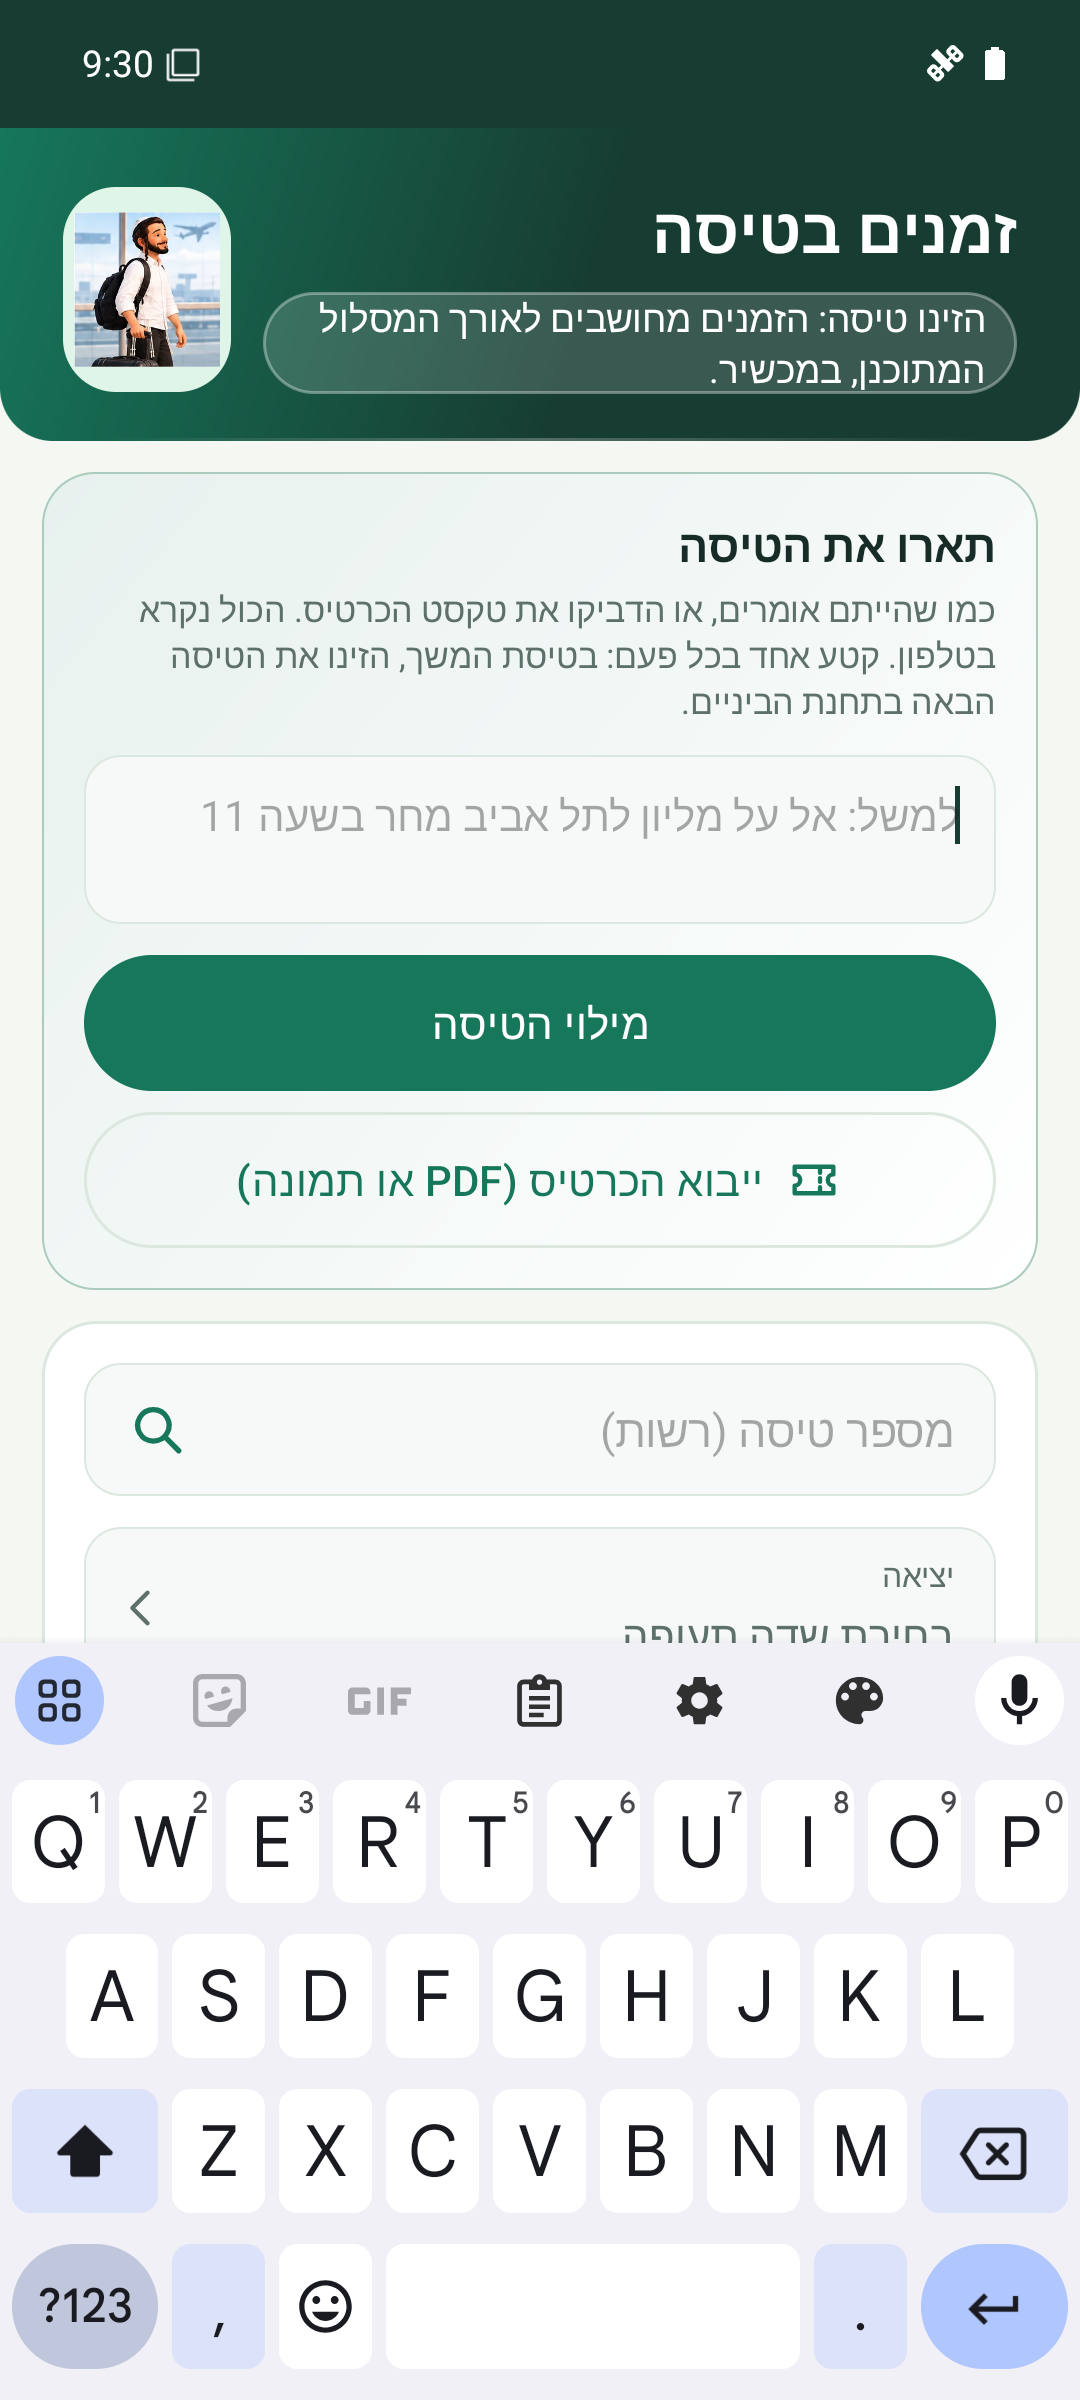 9:30
זמנים בטיסה
הזינו טיסה: הזמנים מחושבים לאורך המסלול
המתוכנן, במכשיר.
תארו את הטיסה
כמו שהייתם אומרים, או הדביקו את טקסט הכרטיס. הכול נקרא
בטלפון. קטע אחד בכל פעם: בטיסת המשך, הזינו את הטיסה
הבאה בתחנת הביניים.
למשל: אל על מליון לתל אביב מחר בשעה 11
מילוי הטיסה
ייבוא הכרטיס (PDF או תמונה)
מספר טיסה (רשות)
יציאה
בחירת שדה תעופה
GIF
Q1 W2 E3 R4 T5 Y6 U7 I8 O9 P0
A S D F G H J K L
Z X C V B N M
?123 , .